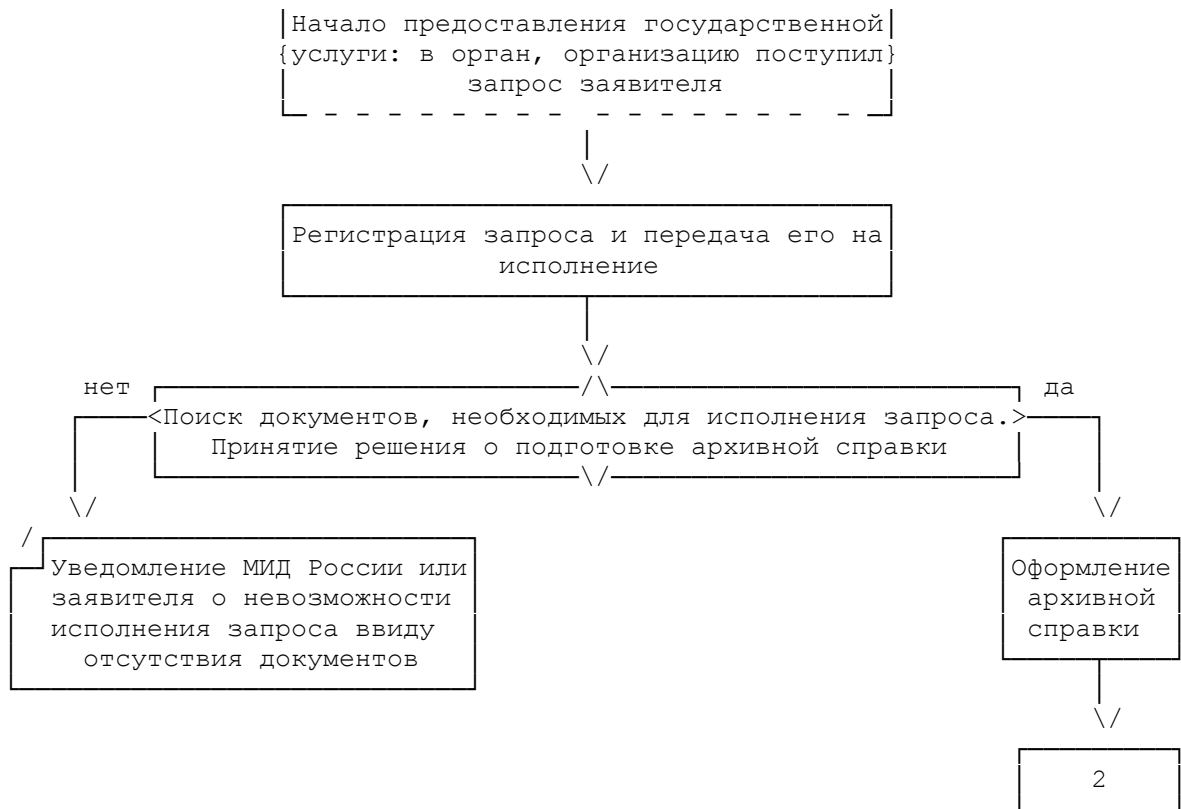 Начало предоставления государственной
услуги: в орган, организацию поступил
запрос заявителя
Регистрация запроса и передача его на
исполнение
нет
да
Поиск документов, необходимых для исполнения запроса.
Принятие решения о подготовке архивной справки
Уведомление МИД России или
заявителя о невозможности
исполнения запроса ввиду
отсутствия документов
Оформление
архивной
справки
2